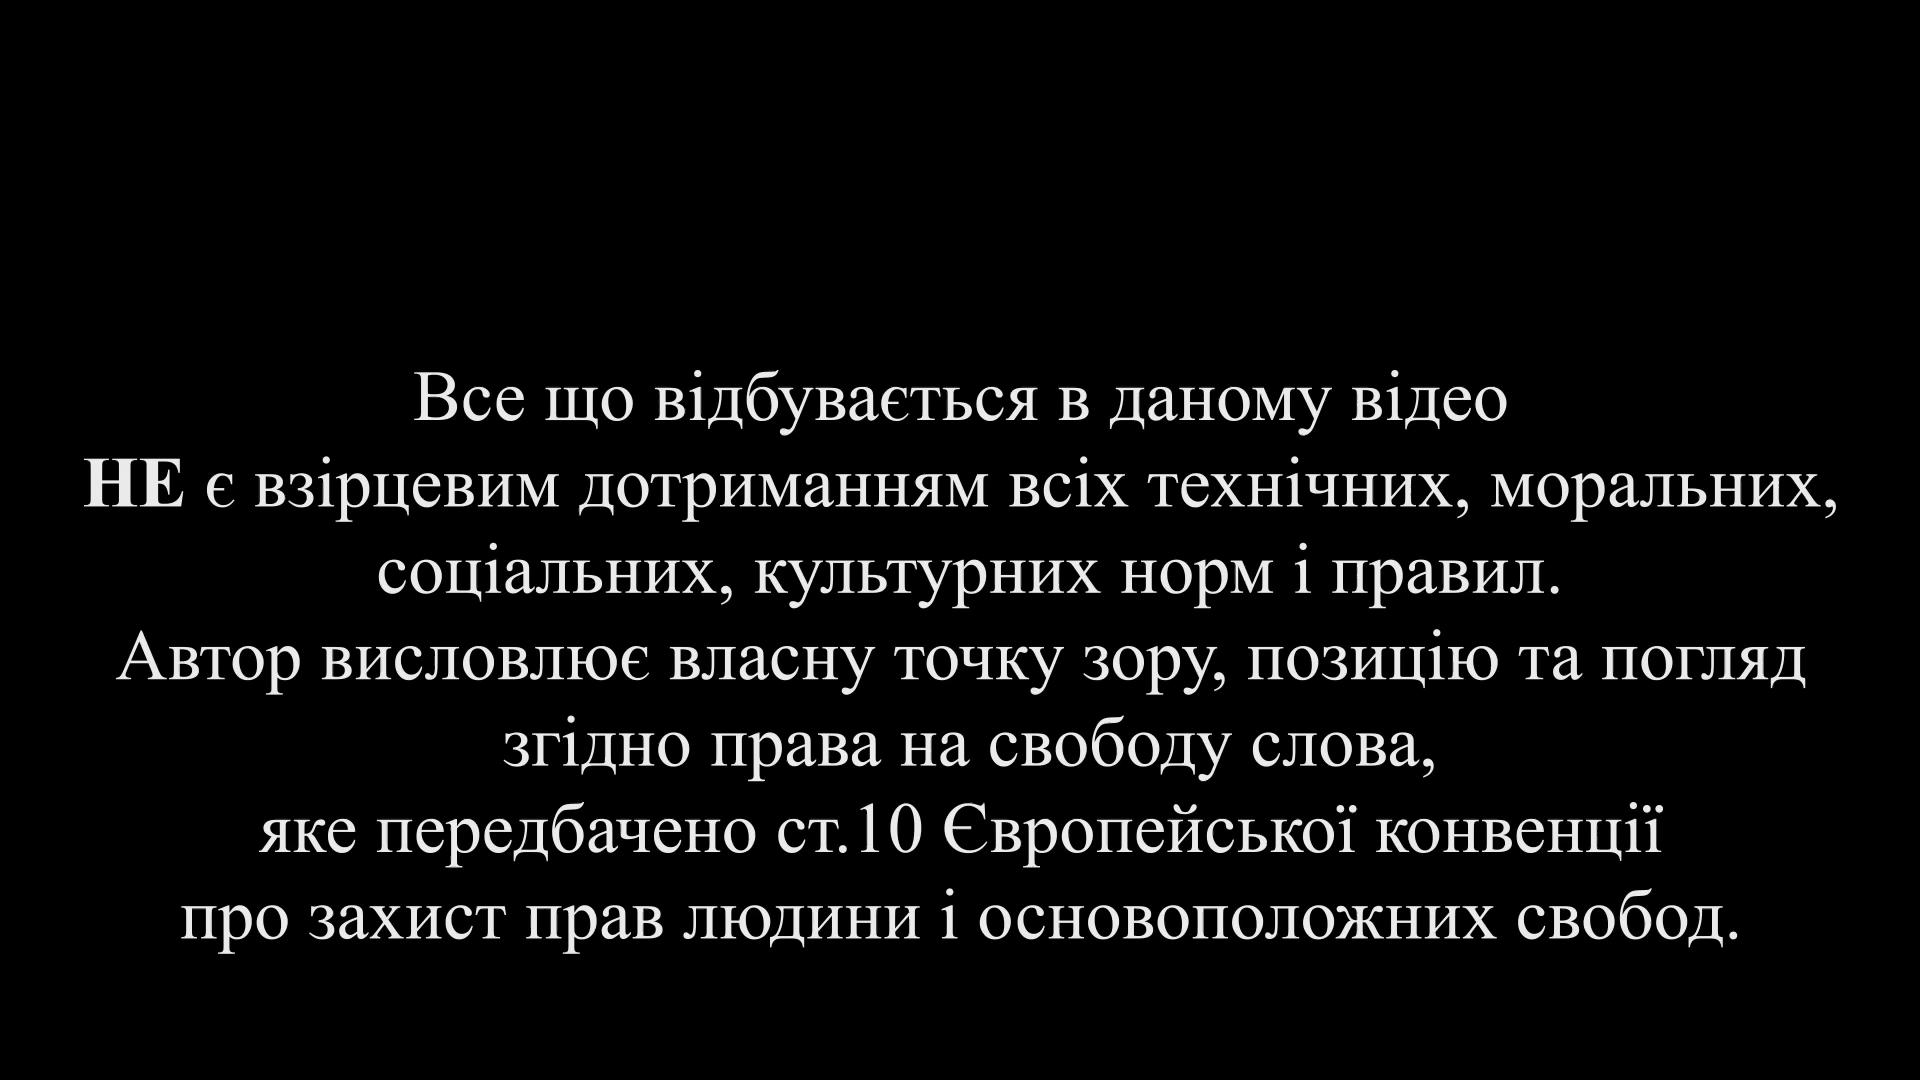 Все що відбувається в даному відео
НЕ є взірцевим дотриманням всіх технічних, моральних,
соціальних, культурних норм і правил.
Автор висловлює власну точку зору, позицію та погляд
згідно права на свободу слова,
яке передбачено ст.10 Європейської конвенції
про захист прав людини і основоположних свобод.